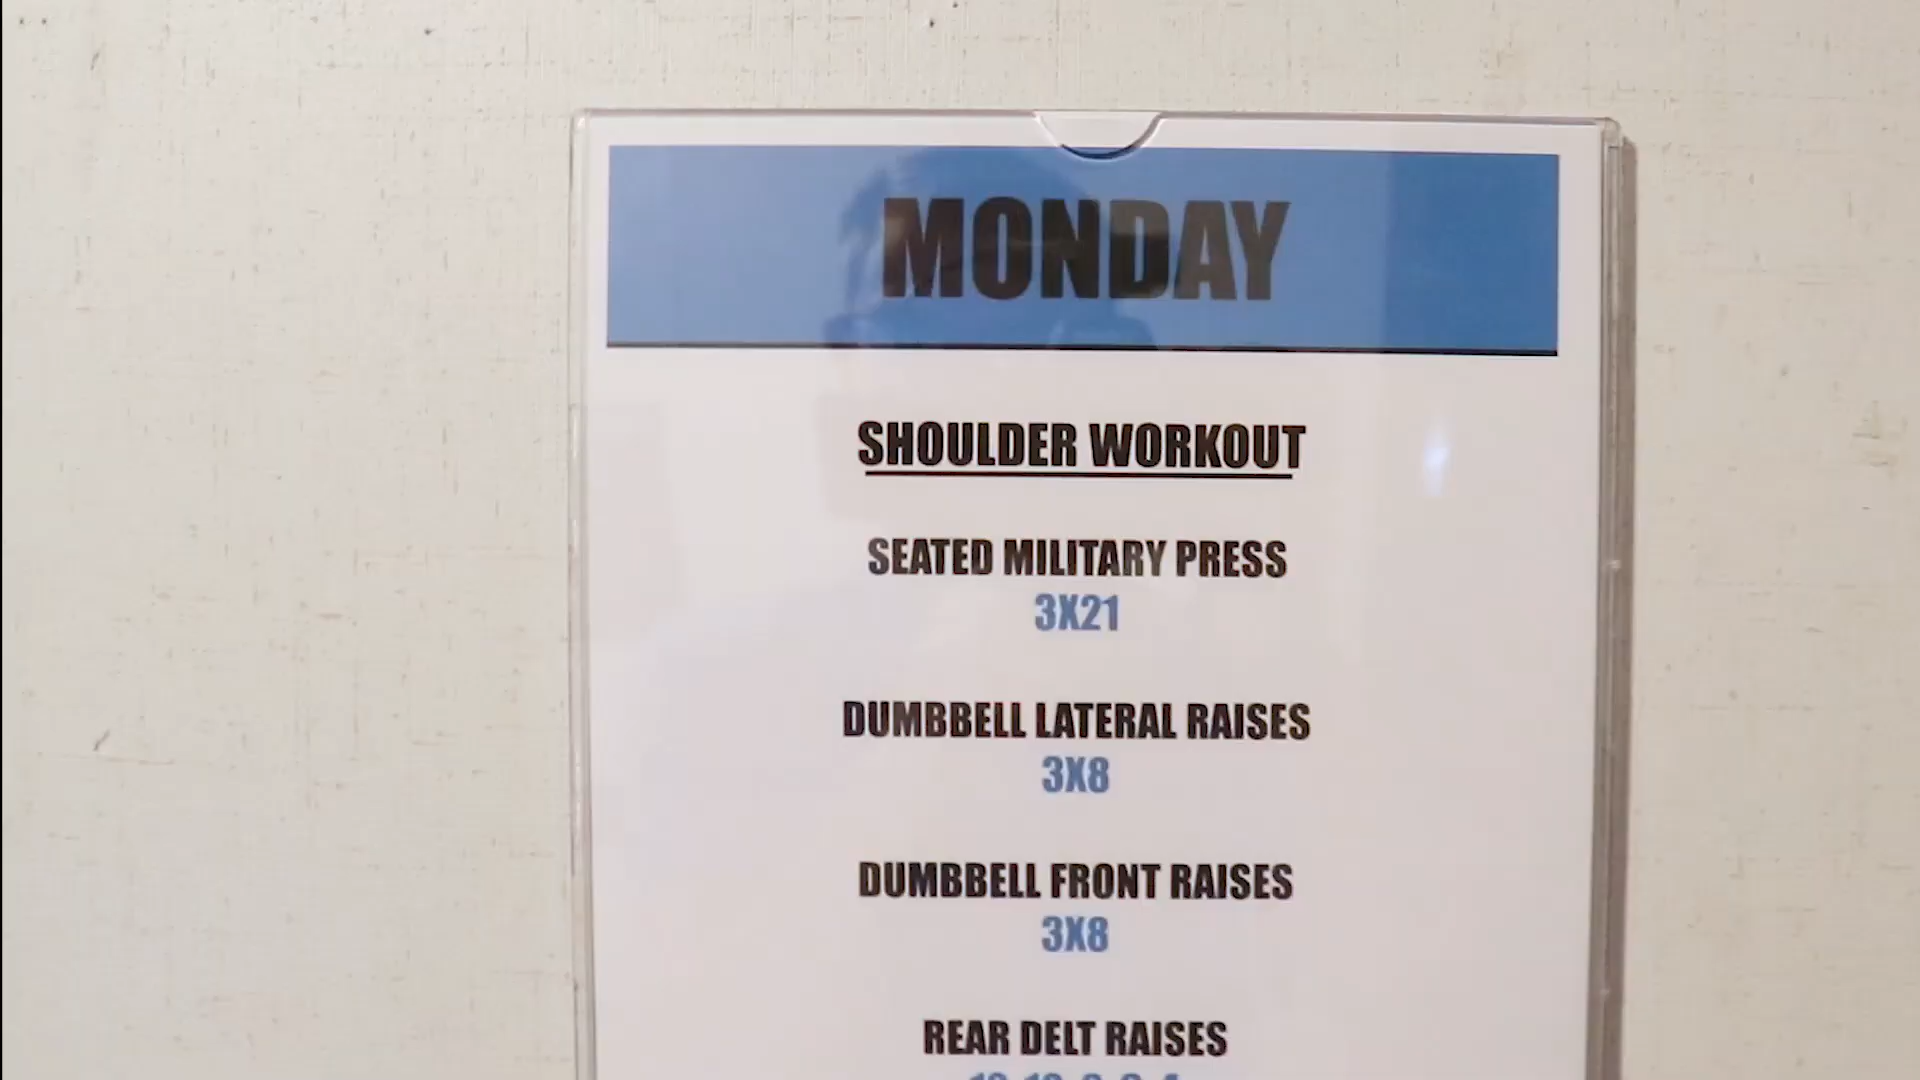 MONDAY
SHOULDER WORKOUT
SEATED MILITARY PRESS
3X21
DUMBBELL LATERAL RAISES
3X8
DUMBBELL FRONT RAISES
3X8
REAR DELT RAISES